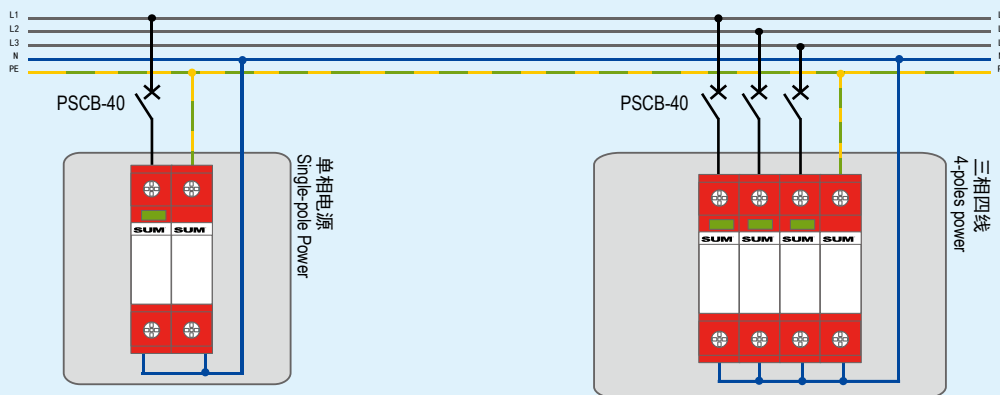 L1
L2
L3
N
PE
PSCB-40
单相电源
Single-pole Power
SUM SUM
PSCB-40
三相四线
4-poles power
SUM SUM SUM SUM